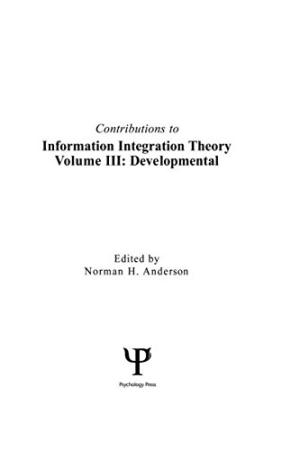 Contributions to
Information Integration Theory
Volume III: Developmental
Edited by
Norman H. Anderson
Psychology Press